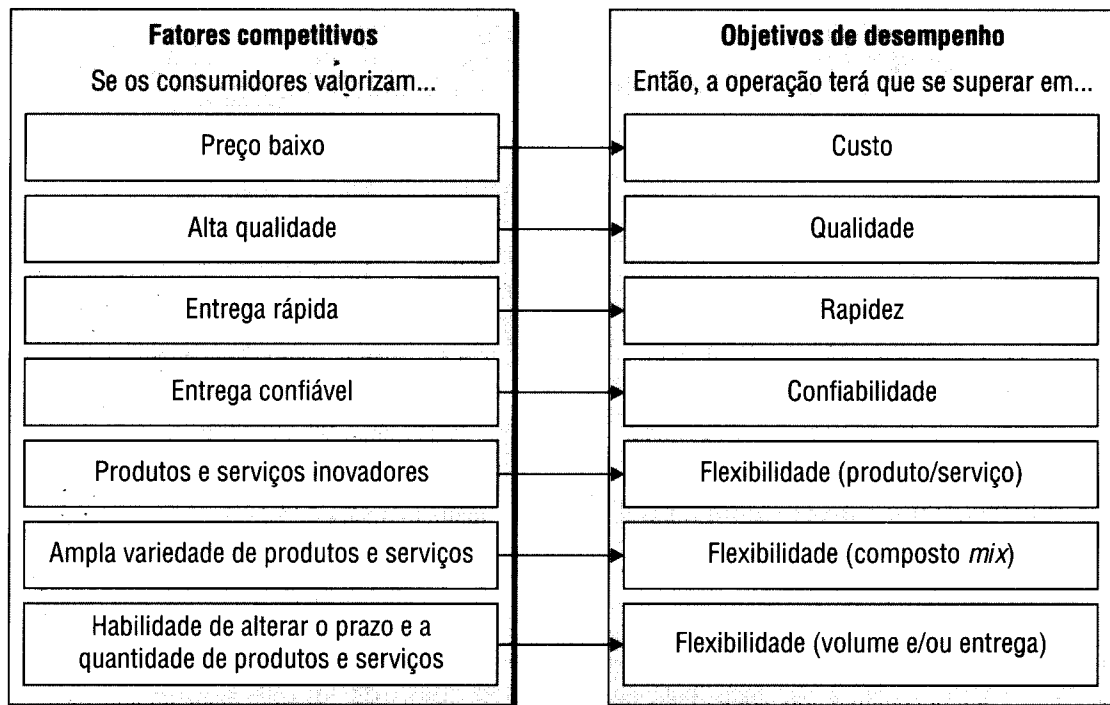 Fatores competitivos
Se os consumidores valorizam...
Preço baixo
Alta qualidade
Entrega rápida
Entrega confiável
Produtos e serviços inovadores
Ampla variedade de produtos e serviços
Habilidade de alterar o prazo e a
quantidade de produtos e serviços
Objetivos de desempenho
Então, a operação terá que se superar em...
Custo
Qualidade
Rapidez
Confiabilidade
Flexibilidade (produto/serviço)
Flexibilidade (composto mix)
Flexibilidade (volume e/ou entrega)